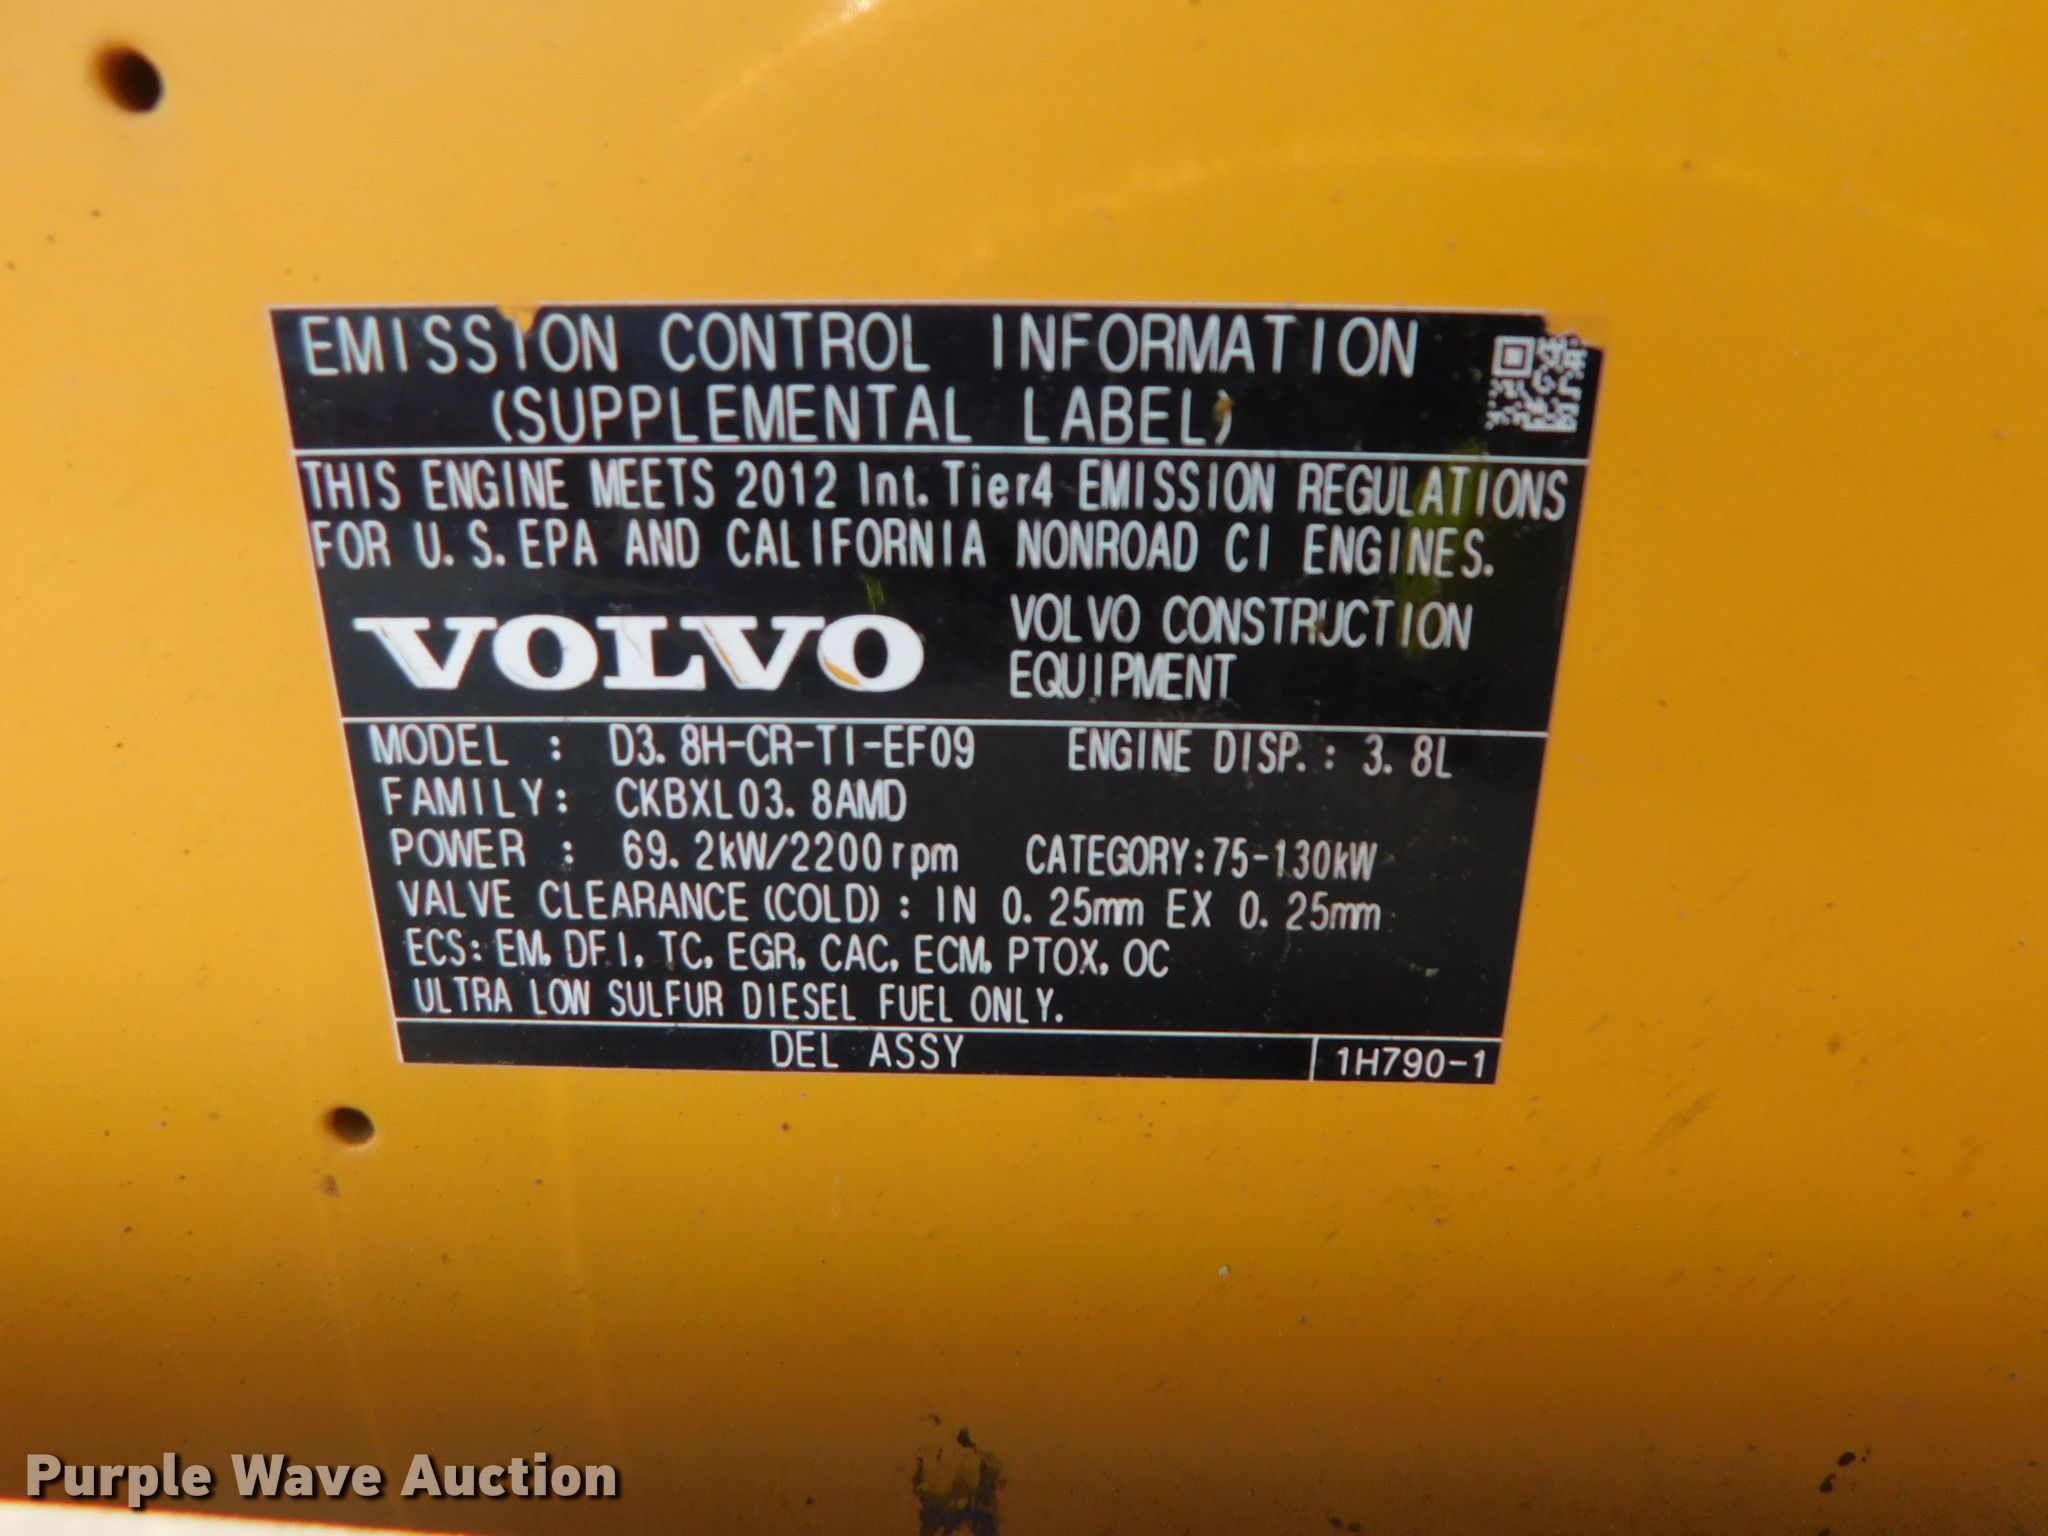 EMISSION CONTROL INFORMATION
(SUPPLEMENTAL LABEL)
THIS ENGINE MEETS 2012 Int. Tier4 EMISSION REGULATIONS
FOR U.S. EPA AND CALIFORNIA NONROAD CI ENGINES.
VOLVO
VOLVO CONSTRUCTION
EQUIPMENT
MODEL : D3.8H-CR-TI-EF09 ENGINE DISP. : 3.8L
FAMILY: CKBXL03.8AMD
POWER : 69.2kW/2200rpm CATEGORY:75-130kW
VALVE CLEARANCE (COLD) : IN 0.25mm EX 0.25mm
ECS: EM, DFI, TC, EGR, CAC, ECM, PTOX, OC
ULTRA LOW SULFUR DIESEL FUEL ONLY.
DEL ASSY 1H790-1
Purple Wave Auction